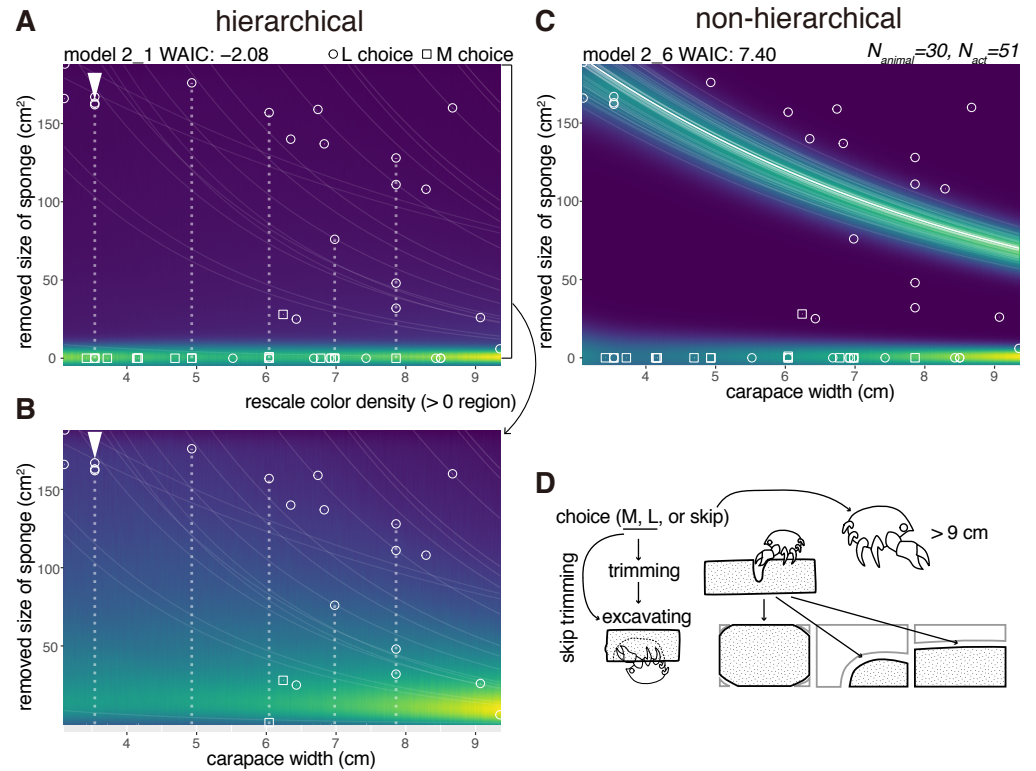 A
hierarchical
model 2_1 WAIC: −2.08
○ L choice □ M choice
removed size of sponge (cm²)
150
100
50
0
4 5 6 7 8 9
rescale color density (> 0 region)
B
removed size of sponge (cm²)
150
100
50
4 5 6 7 8 9
carapace width (cm)
C
non-hierarchical
model 2_6 WAIC: 7.40
N_animal=30, N_act=51
removed size of sponge (cm²)
150
100
50
0
4 5 6 7 8 9
carapace width (cm)
D
choice (M, L, or skip)
> 9 cm
skip trimming
trimming
excavating